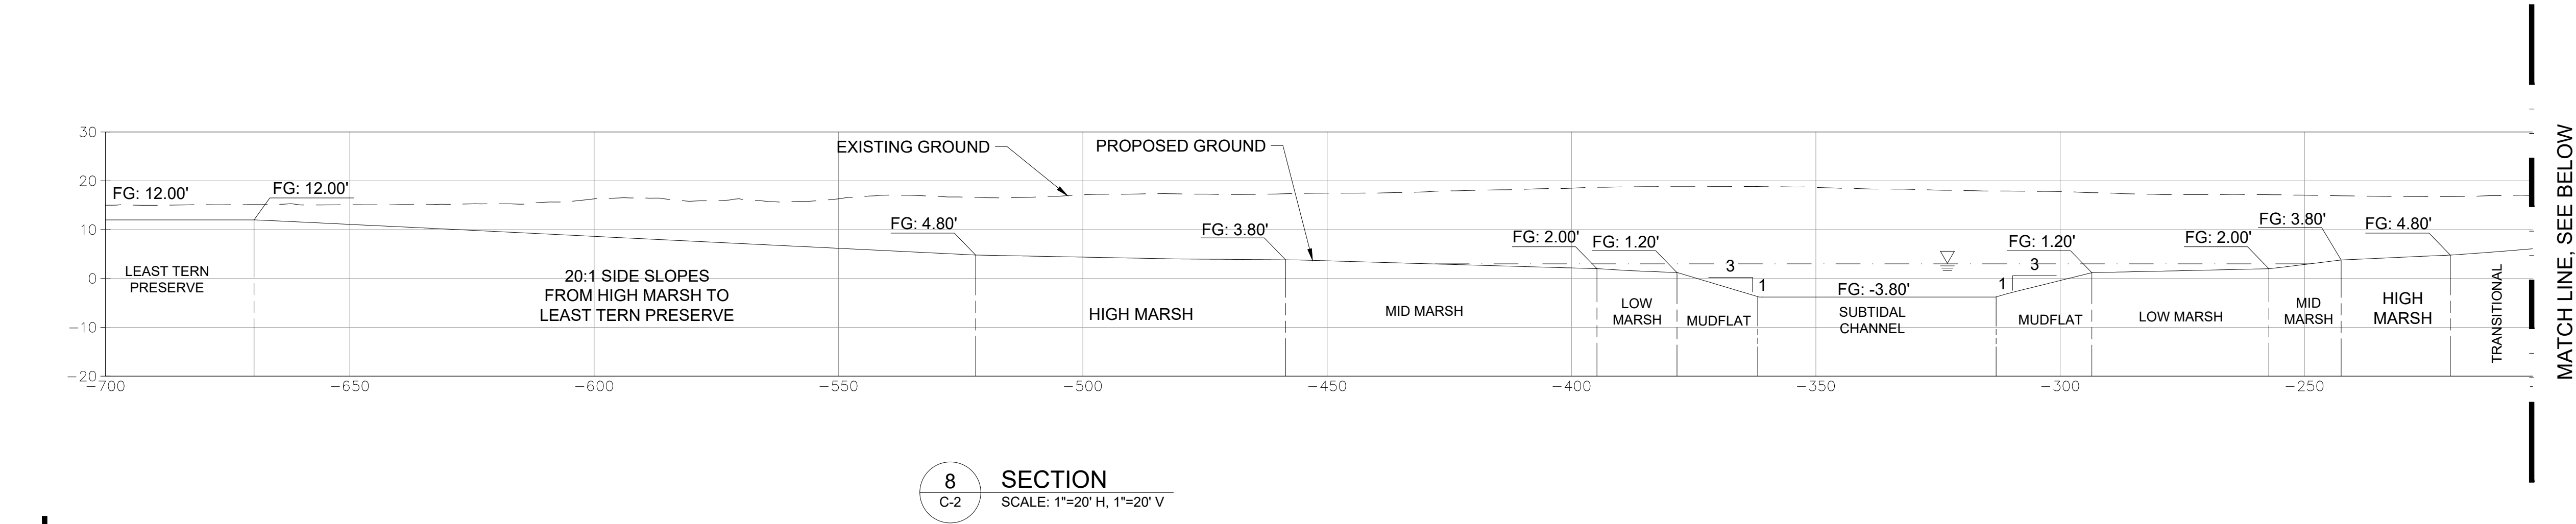 30
20
10
0
−10
−20
EXISTING GROUND
PROPOSED GROUND
FG: 12.00'
FG: 12.00'
FG: 4.80'
FG: 3.80'
FG: 2.00'
FG: 1.20'
FG: 1.20'
FG: 2.00'
FG: 3.80'
FG: 4.80'
3
1
FG: -3.80'
1
3
LEAST TERN
PRESERVE
20:1 SIDE SLOPES
FROM HIGH MARSH TO
LEAST TERN PRESERVE
HIGH MARSH
MID MARSH
LOW
MARSH
MUDFLAT
SUBTIDAL
CHANNEL
MUDFLAT
LOW MARSH
MID
MARSH
HIGH
MARSH
TRANSITIONAL
MATCH LINE, SEE BELOW
−700
−650
−600
−550
−500
−450
−400
−350
−300
−250
8
C-2
SECTION
SCALE: 1"=20' H, 1"=20' V